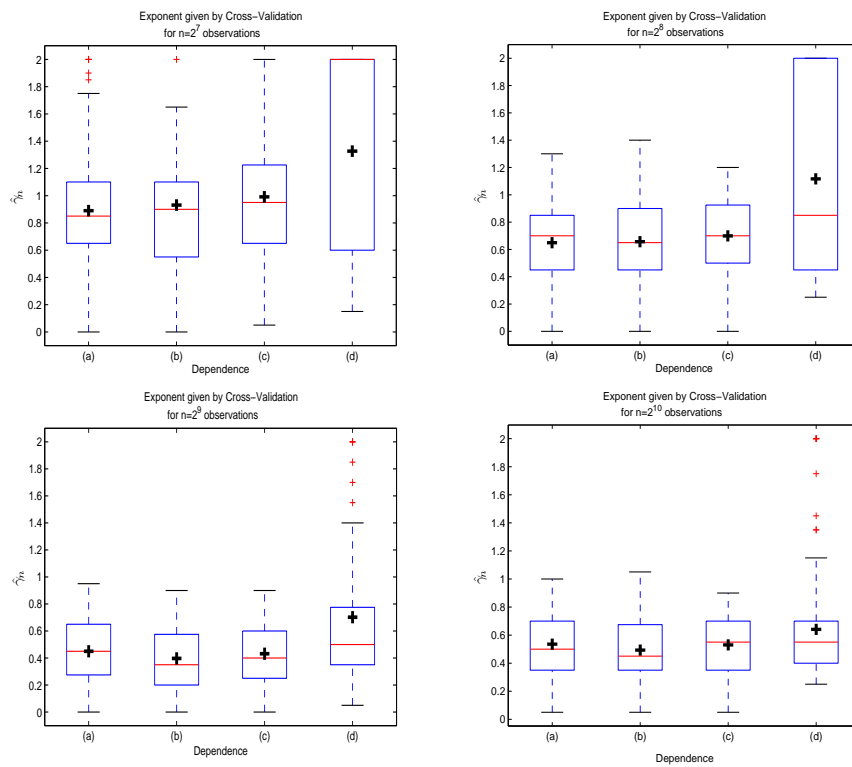 Exponent given by Cross-Validation
for n=2^7 observations
2
1.8
1.6
1.4
1.2
1
0.8
0.6
0.4
0.2
0
γ̂n
(a) (b) (c) (d)
Dependence
Exponent given by Cross-Validation
for n=2^8 observations
2
1.8
1.6
1.4
1.2
1
0.8
0.6
0.4
0.2
0
γ̂n
(a) (b) (c) (d)
Dependence
Exponent given by Cross-Validation
for n=2^9 observations
2
1.8
1.6
1.4
1.2
1
0.8
0.6
0.4
0.2
0
γ̂n
(a) (b) (c) (d)
Dependence
Exponent given by Cross-Validation
for n=2^10 observations
2
1.8
1.6
1.4
1.2
1
0.8
0.6
0.4
0.2
0
γ̂n
(a) (b) (c) (d)
Dependence